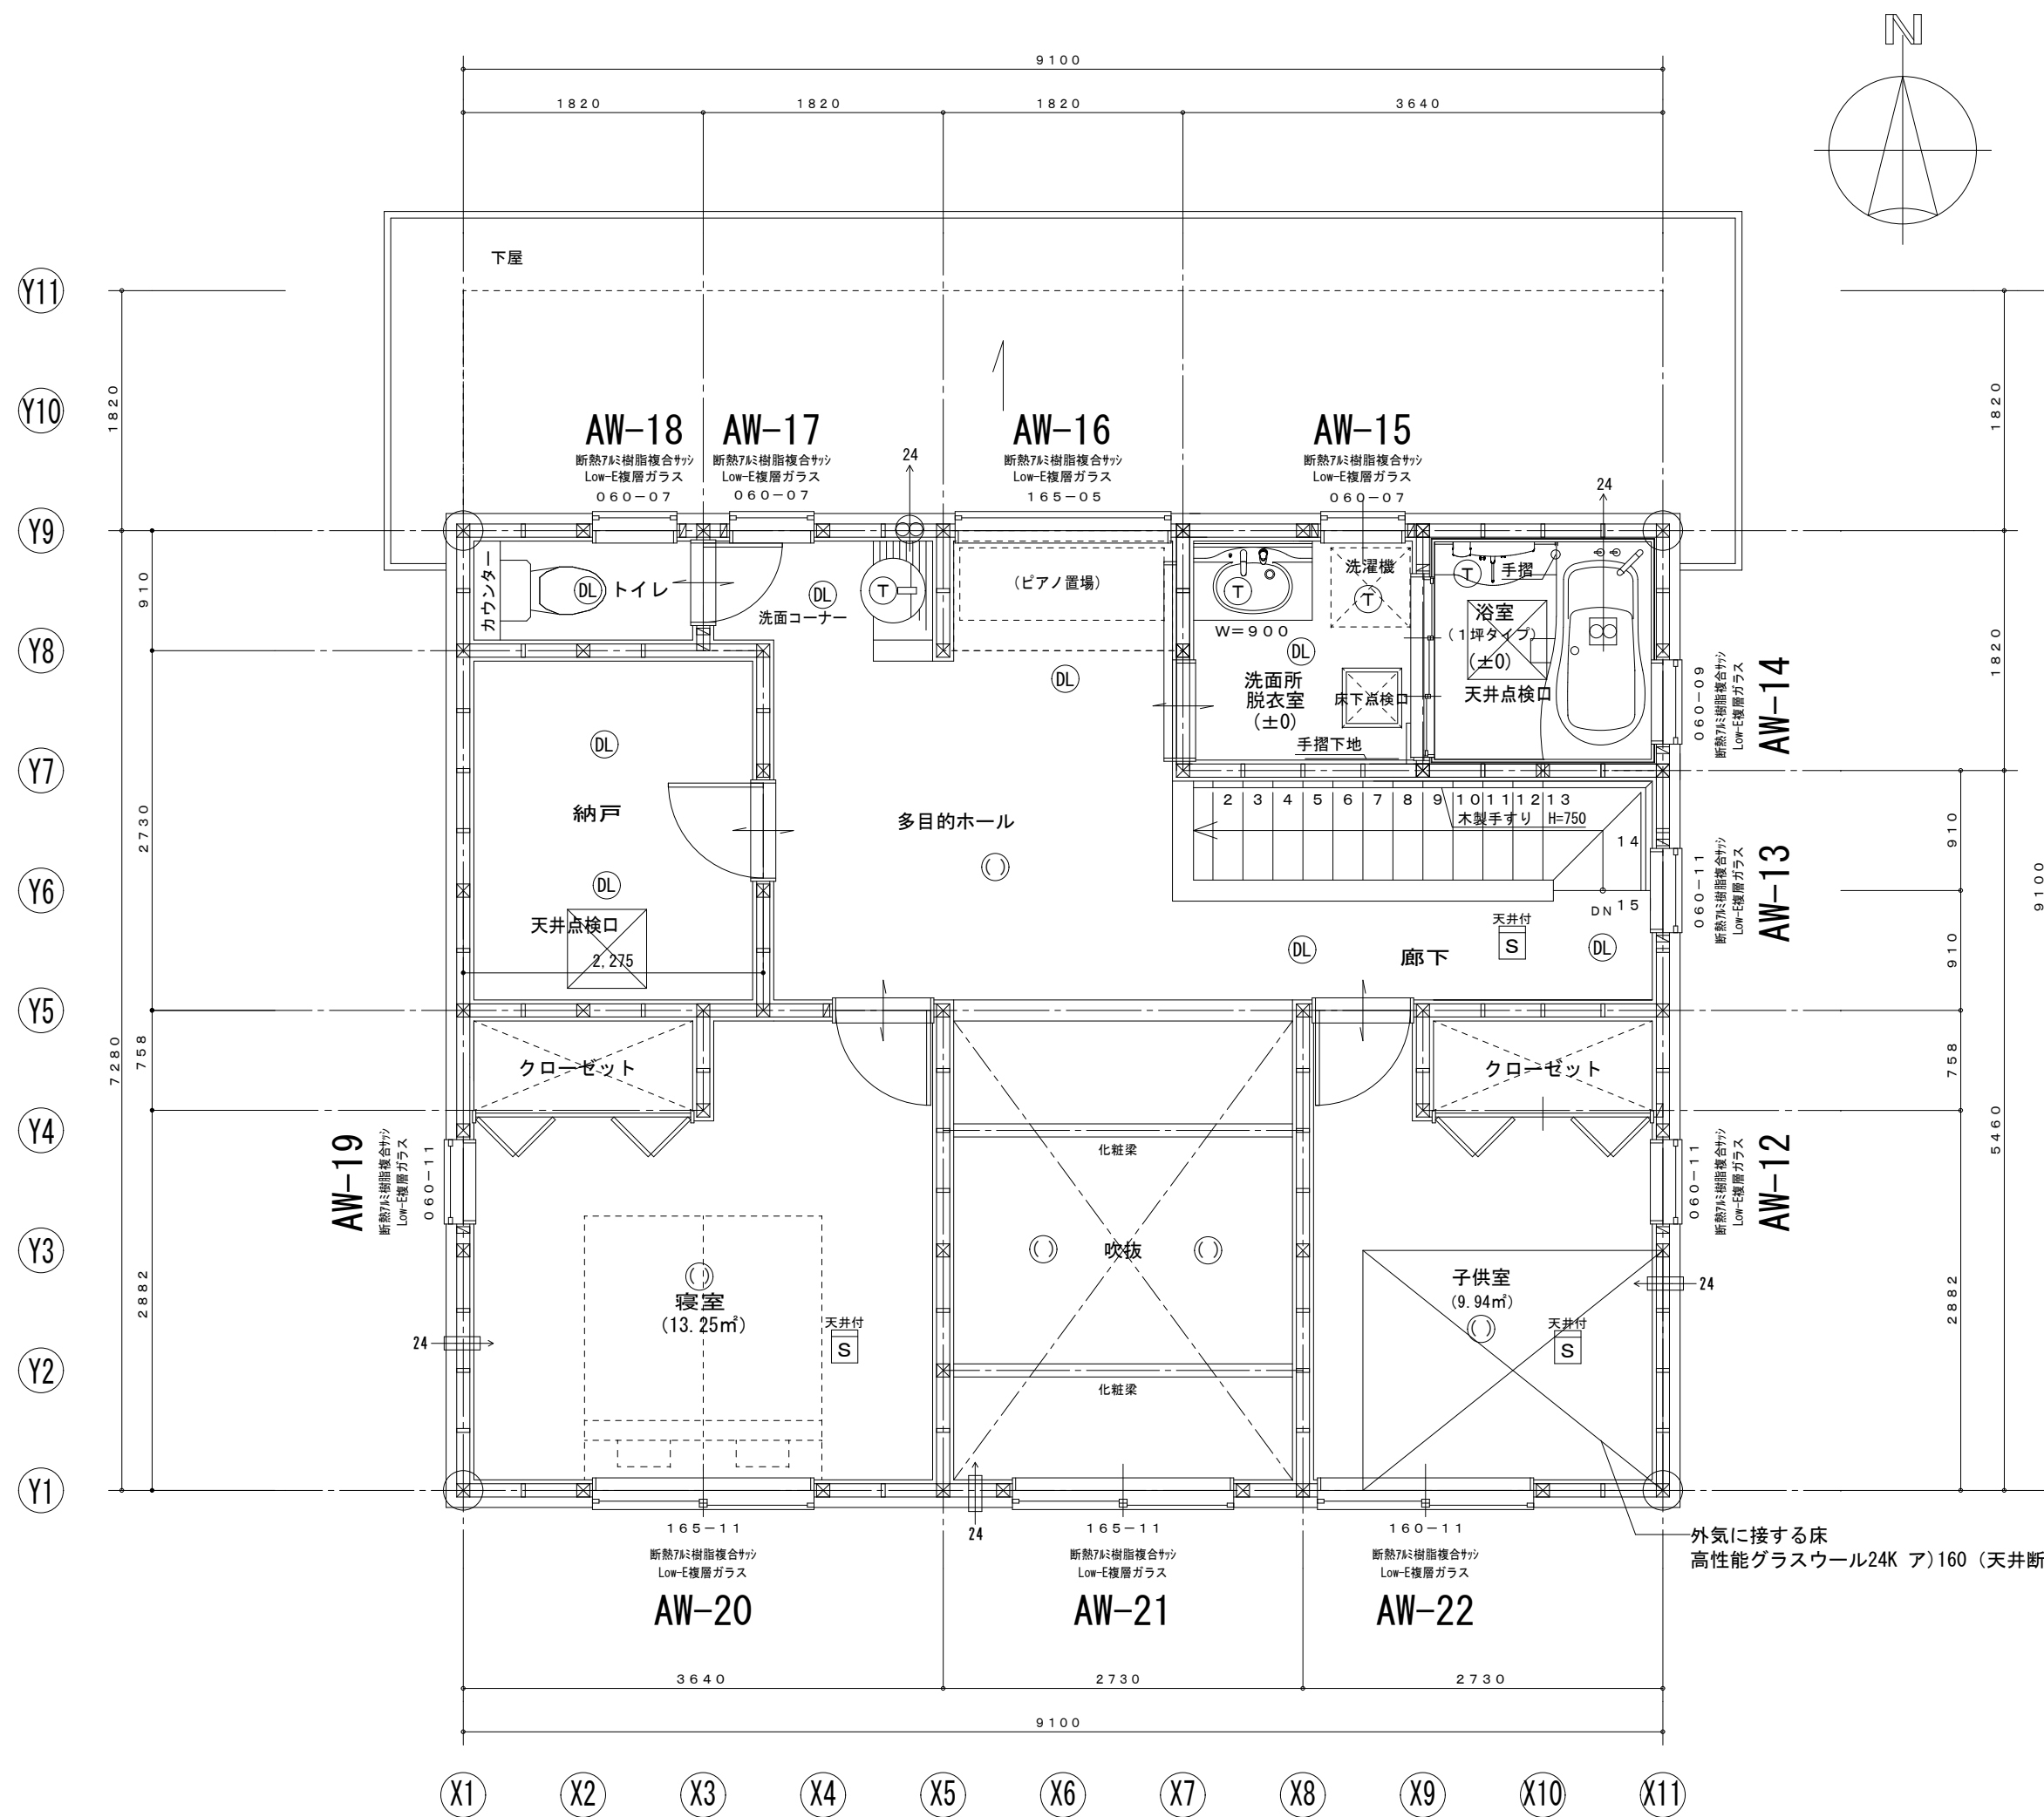 N
9100
1820 1820 1820 3640
下屋
Y11
Y10
Y9
Y8
Y7
Y6
Y5
Y4
Y3
Y2
Y1
1820
910
2730
7280
758
2882
1820
1820
910
910
9100
758
5460
2882
AW-18
断熱アルミ樹脂複合サッシ
Low-E複層ガラス
060-07
AW-17
断熱アルミ樹脂複合サッシ
Low-E複層ガラス
060-07
24
AW-16
断熱アルミ樹脂複合サッシ
Low-E複層ガラス
165-05
AW-15
断熱アルミ樹脂複合サッシ
Low-E複層ガラス
060-07
24
カウンター
DL トイレ
DL
洗面コーナー
T
(ピアノ置場)
DL
T
W=900
洗濯機
T
DL
洗面所
脱衣室
(±0)
床下点検口
手摺下地
T
手摺
浴室
(1坪タイプ)
(±0)
天井点検口
060-09
断熱アルミ樹脂複合サッシ
Low-E複層ガラス
AW-14
DL
納戸
DL
天井点検口
2,275
多目的ホール
2 3 4 5 6 7 8 9 10 11 12 13
木製手すり H=750
14
DN 15
天井付
S
DL
廊下
DL
060-11
断熱アルミ樹脂複合サッシ
Low-E複層ガラス
AW-13
クローゼット
クローゼット
AW-19
断熱アルミ樹脂複合サッシ
Low-E複層ガラス
060-11
化粧梁
吹抜
化粧梁
060-11
断熱アルミ樹脂複合サッシ
Low-E複層ガラス
AW-12
寝室
(13.25㎡)
天井付
S
24
子供室
(9.94㎡)
天井付
S
24
24
165-11
断熱アルミ樹脂複合サッシ
Low-E複層ガラス
AW-20
165-11
断熱アルミ樹脂複合サッシ
Low-E複層ガラス
AW-21
160-11
断熱アルミ樹脂複合サッシ
Low-E複層ガラス
AW-22
外気に接する床
高性能グラスウール24K ア)160 (天井断
3640 2730 2730
9100
X1 X2 X3 X4 X5 X6 X7 X8 X9 X10 X11